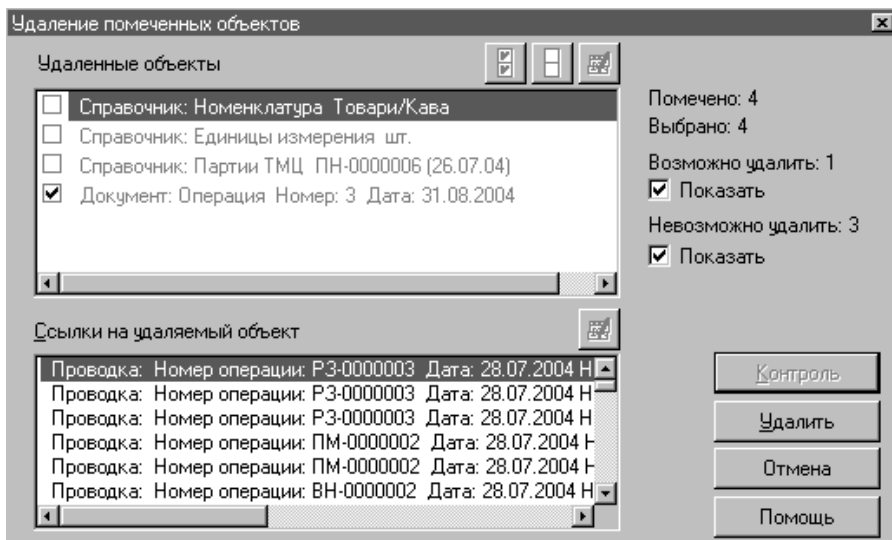 Удаление помеченных объектов
Удаленные объекты
Справочник: Номенклатура Товари/Кава
Справочник: Единицы измерения шт.
Справочник: Партии ТМЦ ПН-0000006 (26.07.04)
Документ: Операция Номер: 3 Дата: 31.08.2004
Помечено: 4
Выбрано: 4
Возможно удалить: 1
Показать
Невозможно удалить: 3
Показать
Ссылки на удаляемый объект
Проводка: Номер операции: РЗ-0000003 Дата: 28.07.2004 Н
Проводка: Номер операции: РЗ-0000003 Дата: 28.07.2004 Н
Проводка: Номер операции: РЗ-0000003 Дата: 28.07.2004 Н
Проводка: Номер операции: ПМ-0000002 Дата: 28.07.2004
Проводка: Номер операции: ПМ-0000002 Дата: 28.07.2004
Проводка: Номер операции: ВН-0000002 Дата: 28.07.2004 Н
Контроль
Удалить
Отмена
Помощь